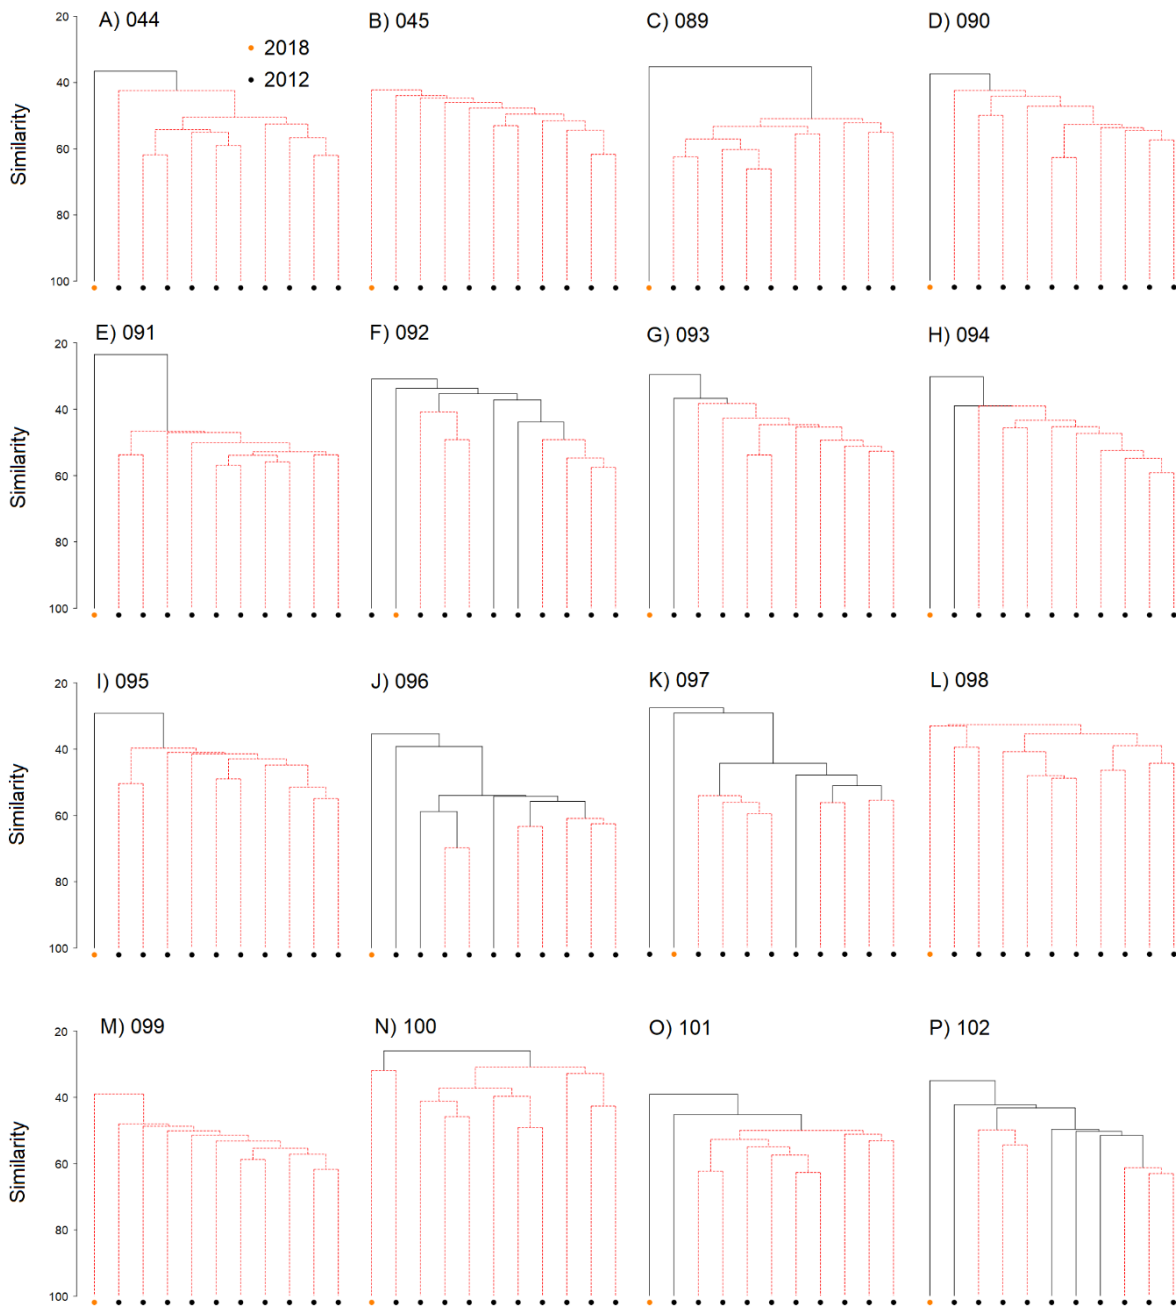 A) 044
B) 045
C) 089
D) 090
2018
2012
Similarity
20
40
60
80
100
E) 091
F) 092
G) 093
H) 094
Similarity
20
40
60
80
100
I) 095
J) 096
K) 097
L) 098
Similarity
20
40
60
80
100
M) 099
N) 100
O) 101
P) 102
Similarity
20
40
60
80
100